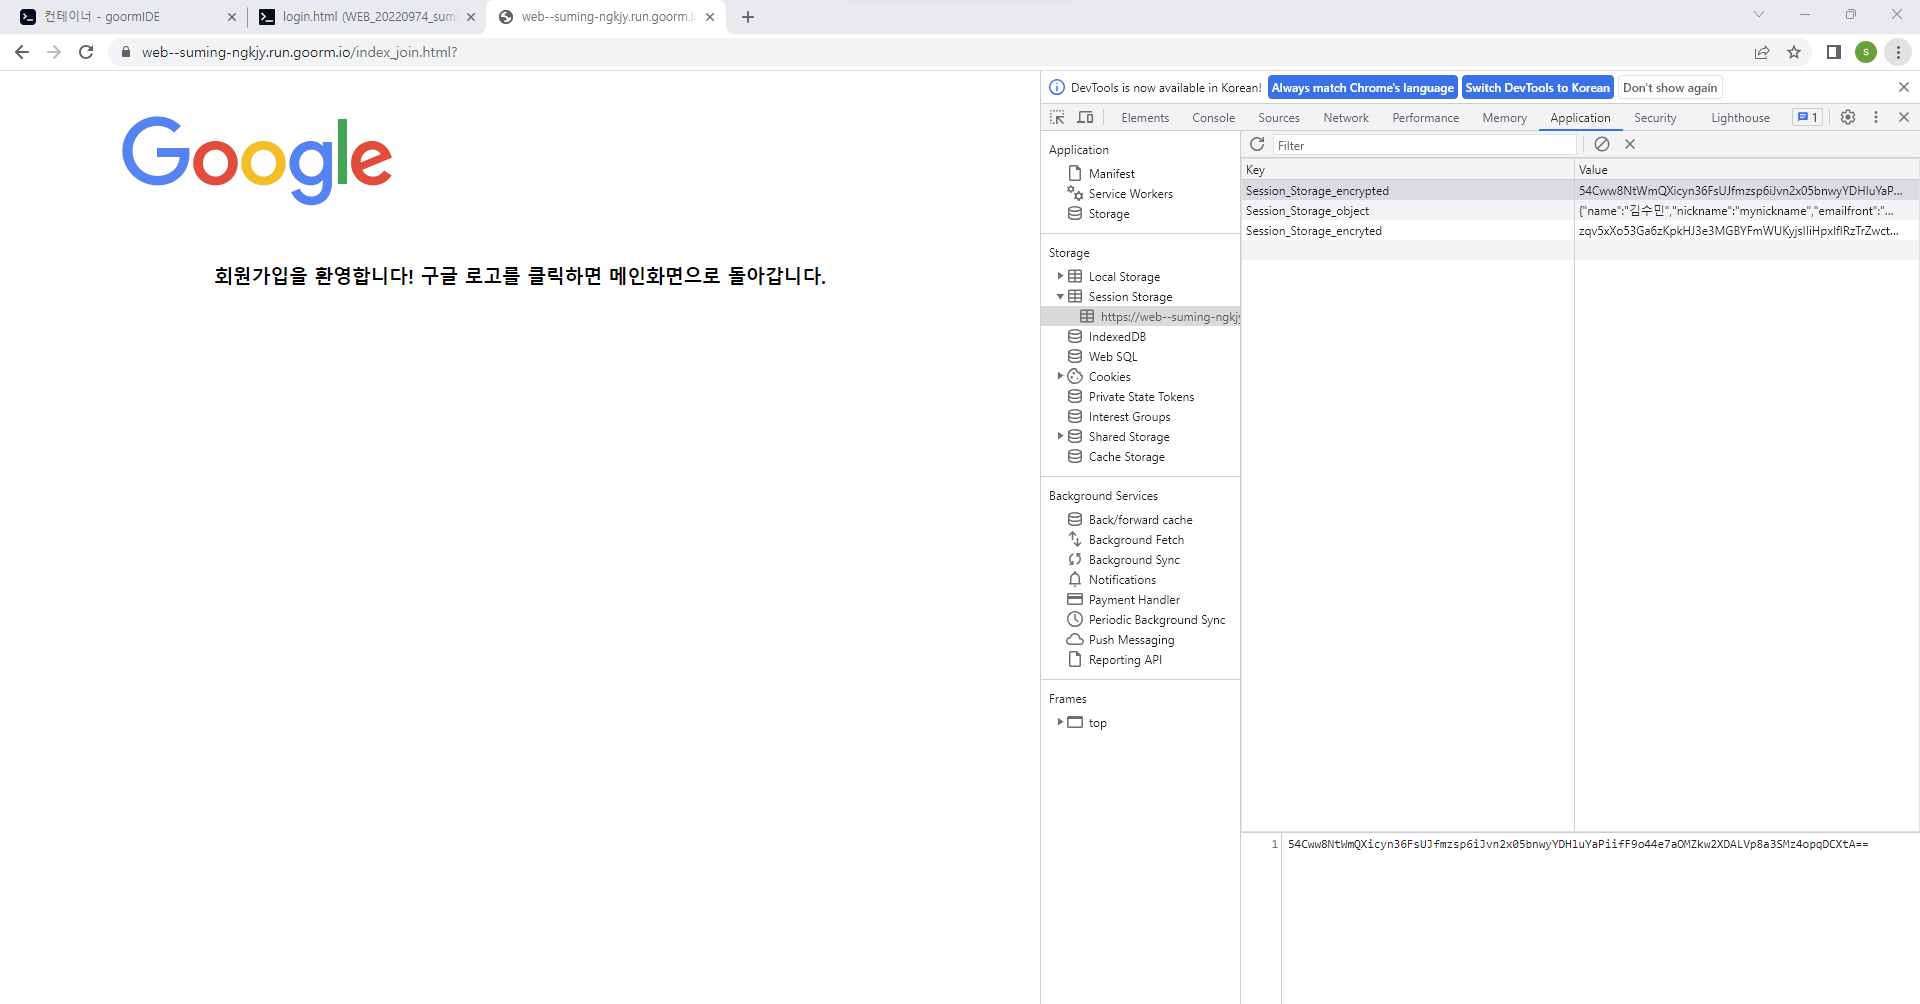 컨테이너 - goormIDE
login.html (WEB_20220974_sumi
web--suming-ngkjy.run.goorm.i
S
web--suming-ngkjy.run.goorm.io/index_join.html?
Google
회원가입을 환영합니다! 구글 로고를 클릭하면 메인화면으로 돌아갑니다.
DevTools is now available in Korean! Always match Chrome's language Switch DevTools to Korean Don't show again
Elements Console Sources Network Performance Memory Application Security Lighthouse 1
Application
Manifest
Service Workers
Storage
Storage
Local Storage
Session Storage
https://web--suming-ngkjy
IndexedDB
Web SQL
Cookies
Private State Tokens
Interest Groups
Shared Storage
Cache Storage
Background Services
Back/forward cache
Background Fetch
Background Sync
Notifications
Payment Handler
Periodic Background Sync
Push Messaging
Reporting API
Frames
top
Filter
Key Value
Session_Storage_encrypted 54Cww8NtWmQXicyn36FsUJfmzsp6iJvn2x05bnwyYDHluYaP...
Session_Storage_object {"name":"김수민","nickname":"mynickname","emailfront":"...
Session_Storage_encryted zqv5xXo53Ga6zKpkHJ3e3MGBYFmWUKyjsIIiHpxIfIRzTrZwct...
1 54Cww8NtWmQXicyn36FsUJfmzsp6iJvn2x05bnwyYDHluYaPiifF9o44e7aOMZkw2XDALVp8a3SMz4opqDCXtA==